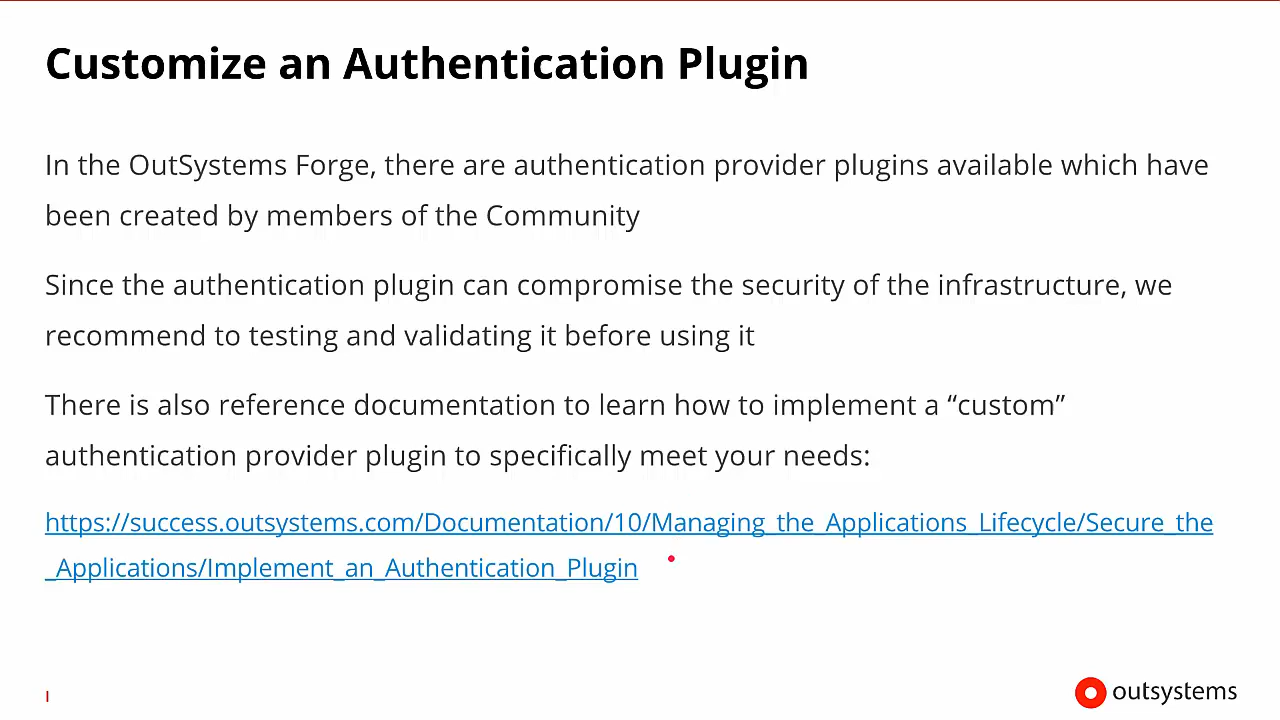 Customize an Authentication Plugin
In the OutSystems Forge, there are authentication provider plugins available which have
been created by members of the Community
Since the authentication plugin can compromise the security of the infrastructure, we
recommend to testing and validating it before using it
There is also reference documentation to learn how to implement a “custom”
authentication provider plugin to specifically meet your needs:
https://success.outsystems.com/Documentation/10/Managing_the_Applications_Lifecycle/Secure_the
_Applications/Implement_an_Authentication_Plugin
outsystems